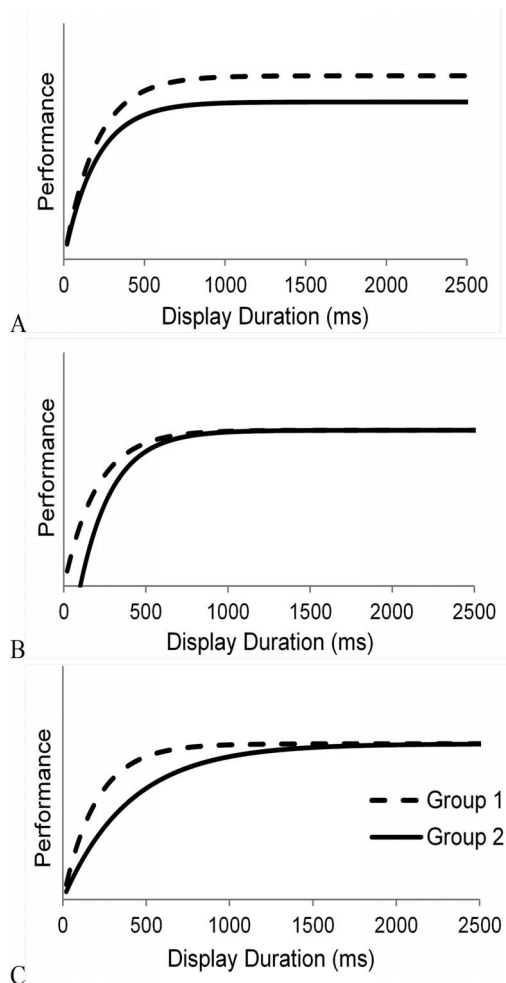 Performance
0 500 1000 1500 2000 2500
Display Duration (ms)
A
Performance
0 500 1000 1500 2000 2500
Display Duration (ms)
B
Performance
Group 1
Group 2
0 500 1000 1500 2000 2500
Display Duration (ms)
C